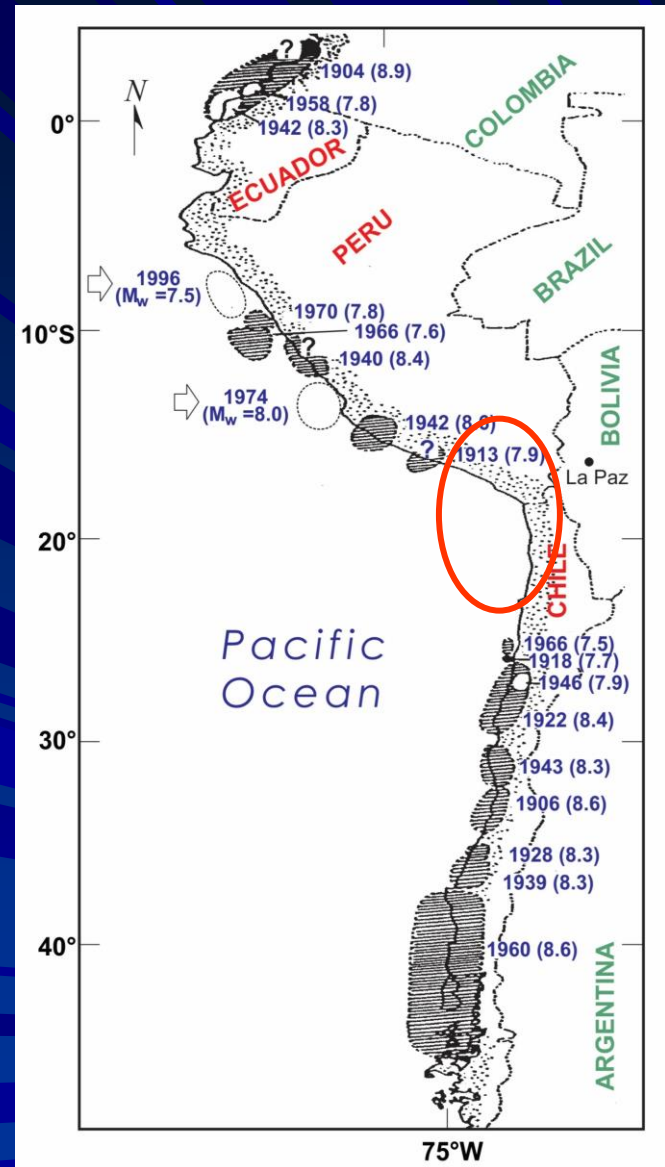 ?
1904 (8.9)
N
1958 (7.8)
0°
1942 (8.3)
COLOMBIA
ECUADOR
PERU
BRAZIL
1996
(Mw =7.5)
1970 (7.8)
10°S
1966 (7.6)
?
1940 (8.4)
1974
(Mw =8.0)
BOLIVIA
1942 (8.6)
?
1913 (7.9)
La Paz
20°
CHILE
Pacific
Ocean
1966 (7.5)
1918 (7.7)
1946 (7.9)
1922 (8.4)
30°
1943 (8.3)
1906 (8.6)
1928 (8.3)
1939 (8.3)
40°
1960 (8.6)
ARGENTINA
75°W